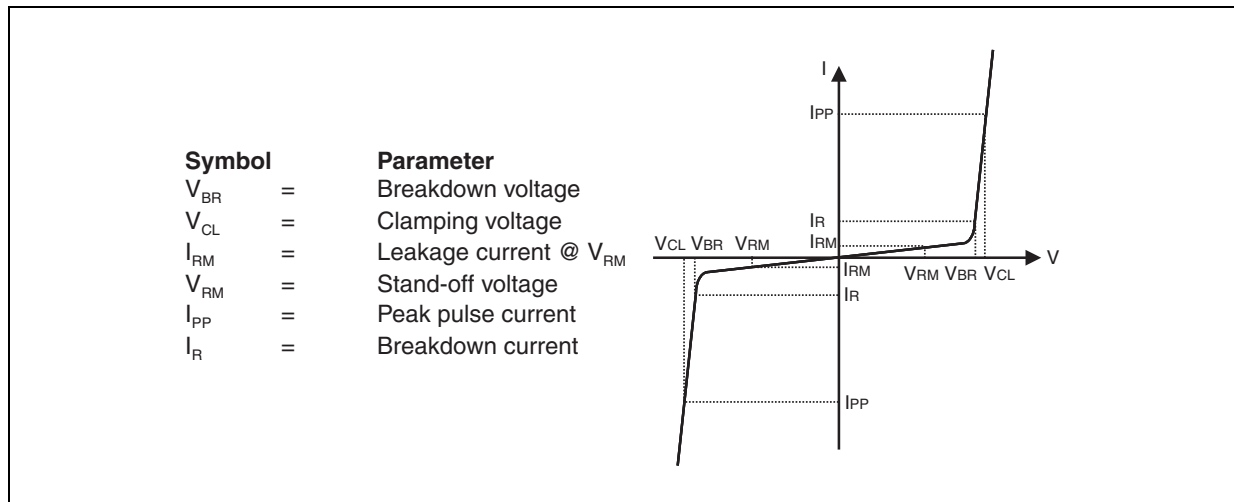 Symbol Parameter
VBR = Breakdown voltage
VCL = Clamping voltage
IRM = Leakage current @ VRM
VRM = Stand-off voltage
IPP = Peak pulse current
IR = Breakdown current
I
IPP
IR
IRM
VCL VBR VRM
V
IRM
VRM VBR VCL
IR
IPP